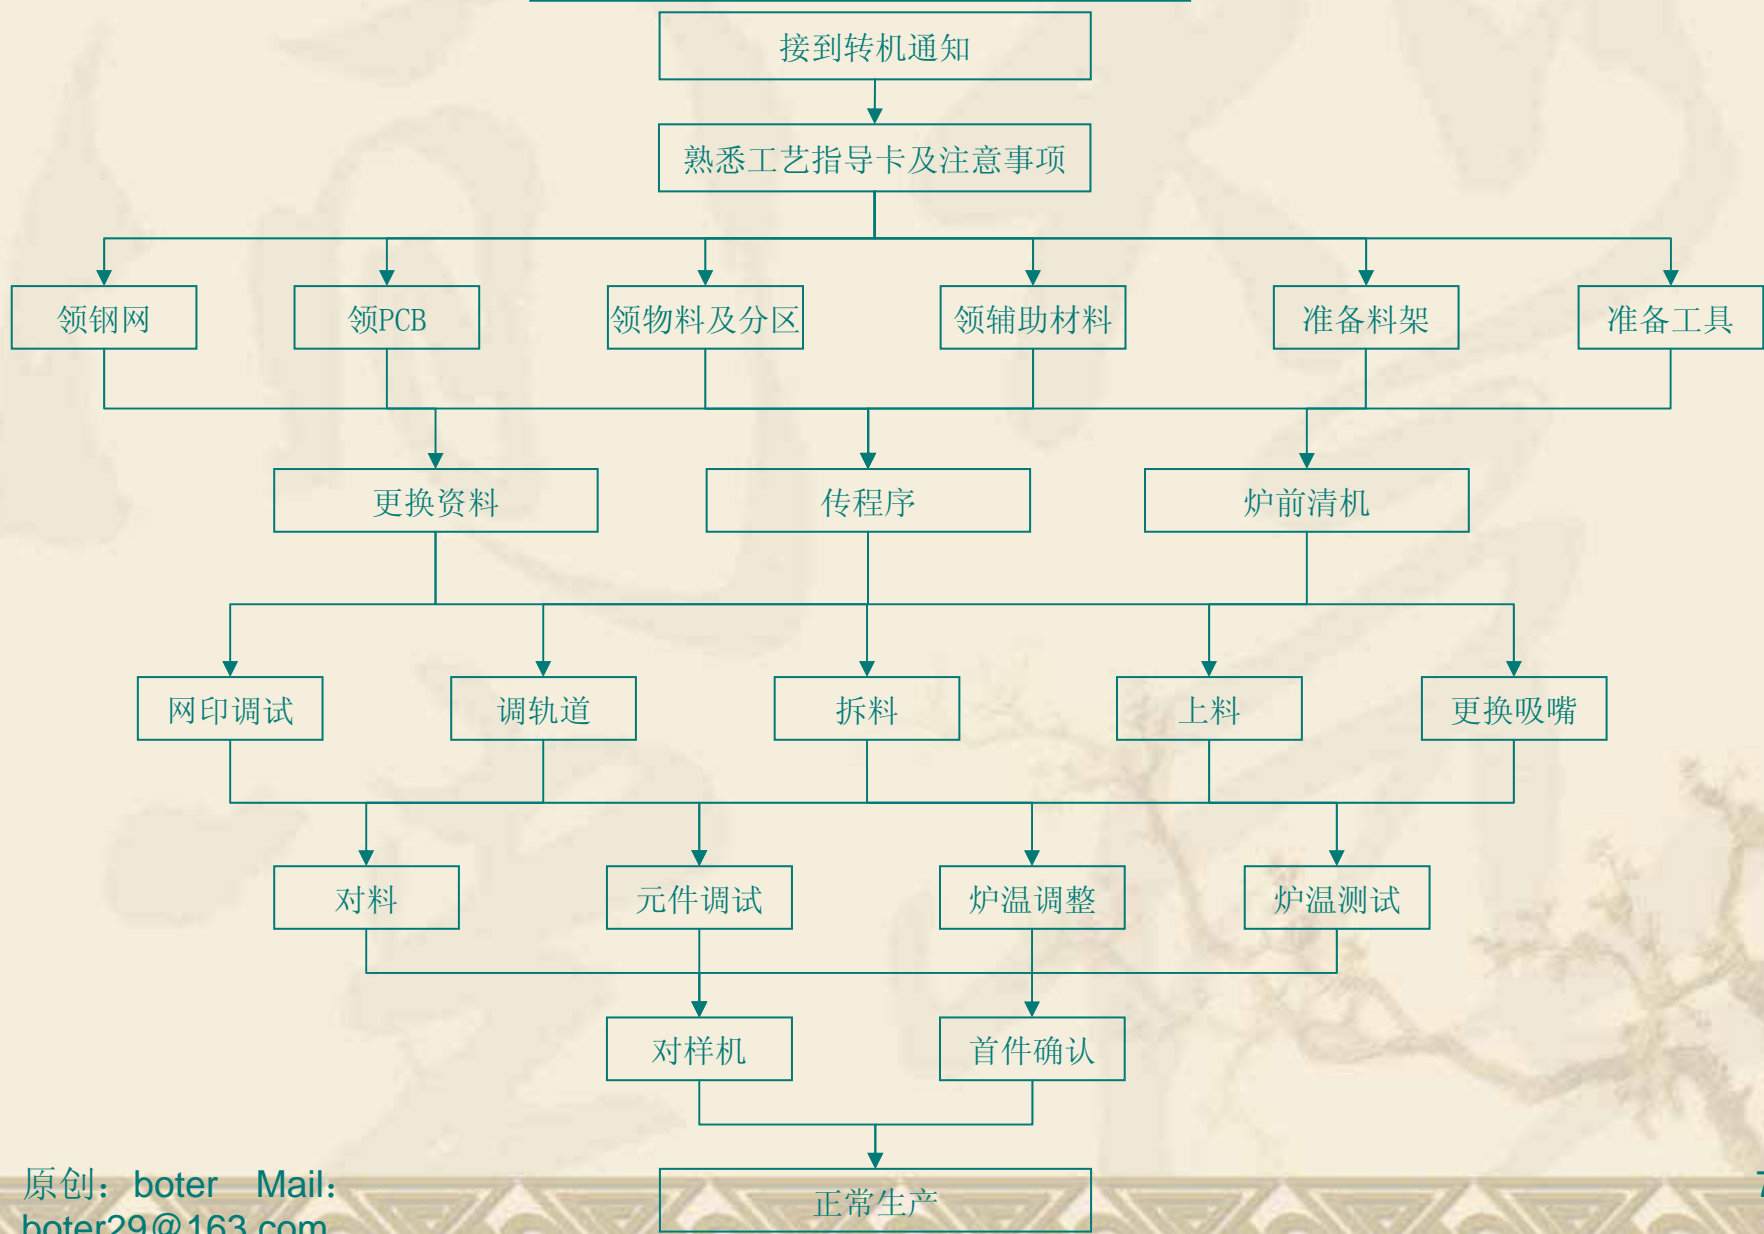 接到转机通知
熟悉工艺指导卡及注意事项
领钢网
领PCB
领物料及分区
领辅助材料
准备料架
准备工具
更换资料
传程序
炉前清机
网印调试
调轨道
拆料
上料
更换吸嘴
对料
元件调试
炉温调整
炉温测试
对样机
首件确认
正常生产
原创：boter Mail：
boter29@163.com
7